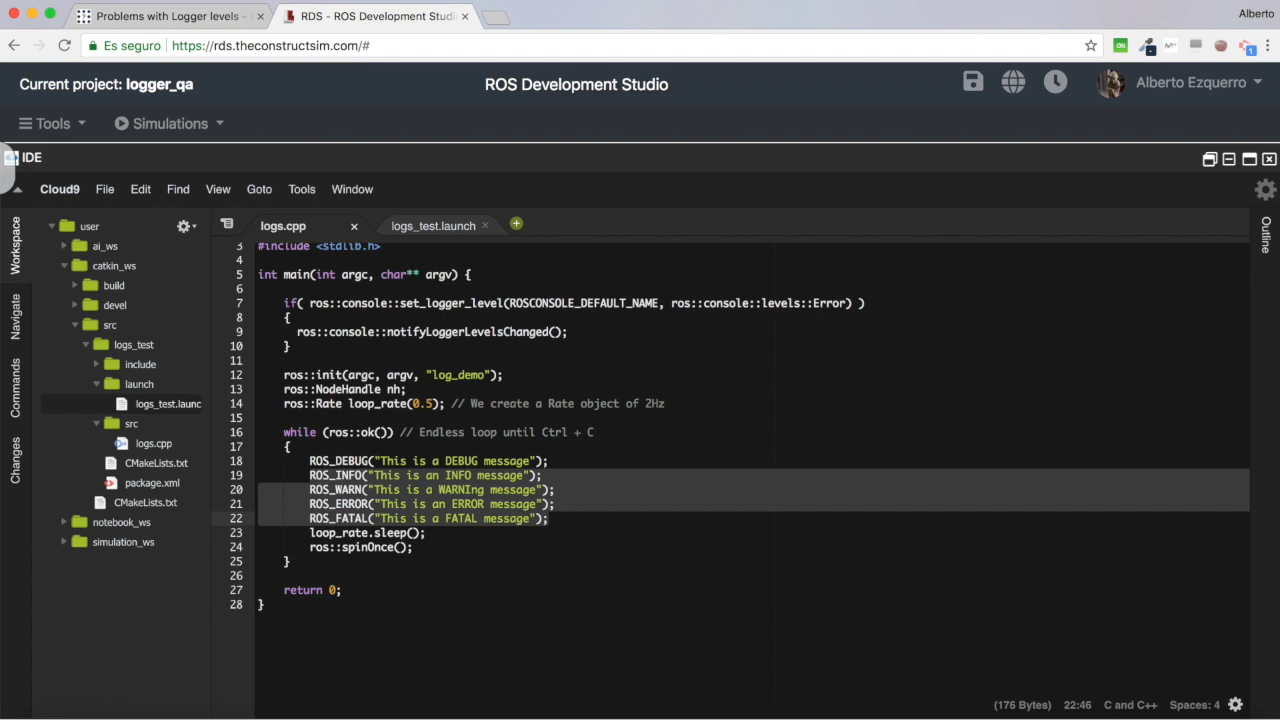 Problems with Logger levels -
RDS - ROS Development Studi
Alberto
Es seguro
https://rds.theconstructsim.com/#
ON
1
Current project: logger_qa
ROS Development Studio
Alberto Ezquerro
Tools
Simulations
IDE
Cloud9
File
Edit
Find
View
Goto
Tools
Window
Workspace
Navigate
Commands
Changes
Outline
user
ai_ws
catkin_ws
build
devel
src
logs_test
include
launch
logs_test.launc
src
logs.cpp
CMakeLists.txt
package.xml
CMakeLists.txt
notebook_ws
simulation_ws
logs.cpp
logs_test.launch
3 #include <stdlib.h>
4
5 int main(int argc, char** argv) {
6
7 if( ros::console::set_logger_level(ROSCONSOLE_DEFAULT_NAME, ros::console::levels::Error) )
8 {
9 ros::console::notifyLoggerLevelsChanged();
10 }
11
12 ros::init(argc, argv, "log_demo");
13 ros::NodeHandle nh;
14 ros::Rate loop_rate(0.5); // We create a Rate object of 2Hz
15
16 while (ros::ok()) // Endless loop until Ctrl + C
17 {
18 ROS_DEBUG("This is a DEBUG message");
19 ROS_INFO("This is an INFO message");
20 ROS_WARN("This is a WARNIng message");
21 ROS_ERROR("This is an ERROR message");
22 ROS_FATAL("This is a FATAL message");
23 loop_rate.sleep();
24 ros::spinOnce();
25 }
26
27 return 0;
28 }
(176 Bytes) 22:46 C and C++ Spaces: 4